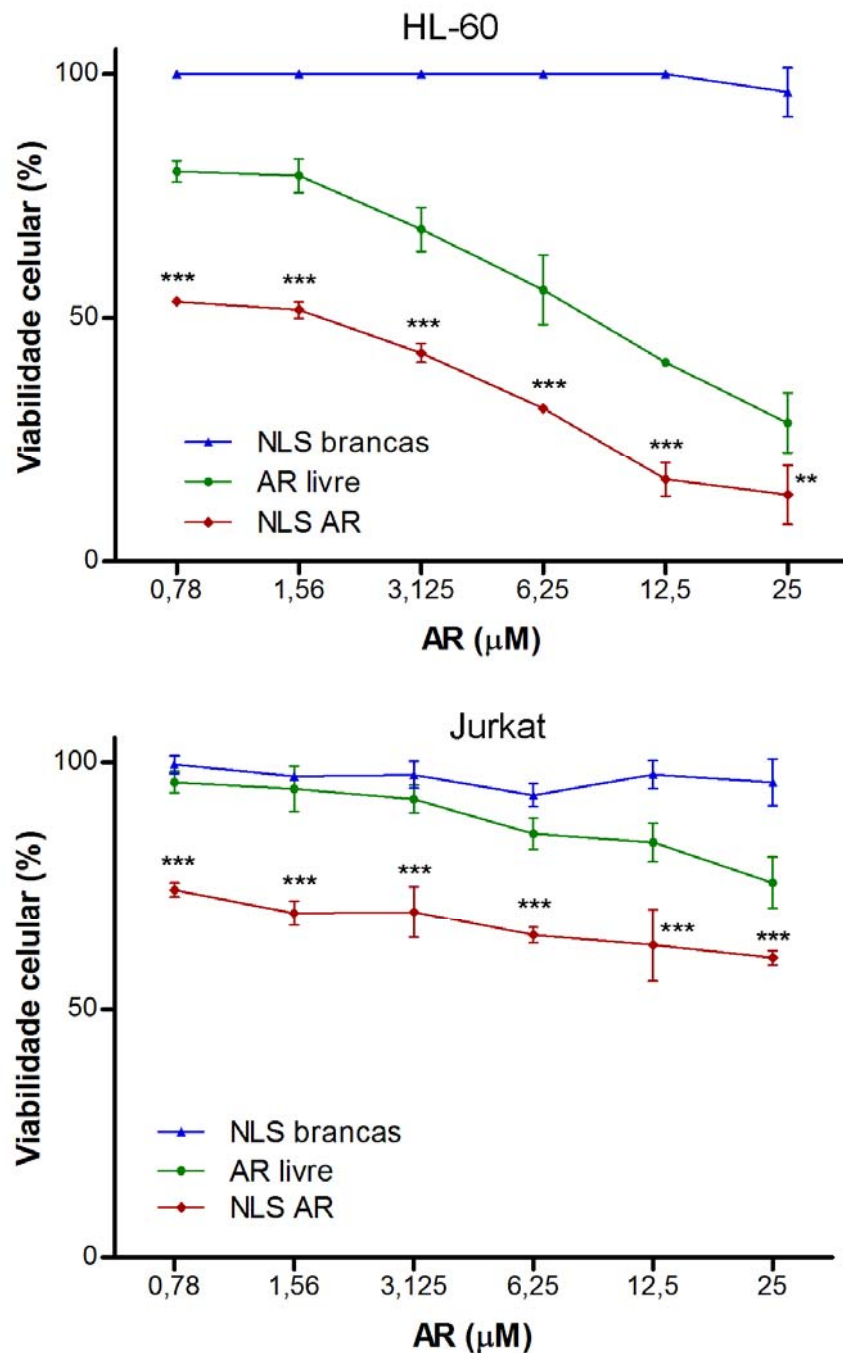 HL-60
Viabilidade celular (%)
100
50
0
***
***
***
***
***
**
NLS brancas
AR livre
NLS AR
0,78 1,56 3,125 6,25 12,5 25
AR (μM)
Jurkat
Viabilidade celular (%)
100
50
0
***
***
***
***
***
***
NLS brancas
AR livre
NLS AR
0,78 1,56 3,125 6,25 12,5 25
AR (μM)